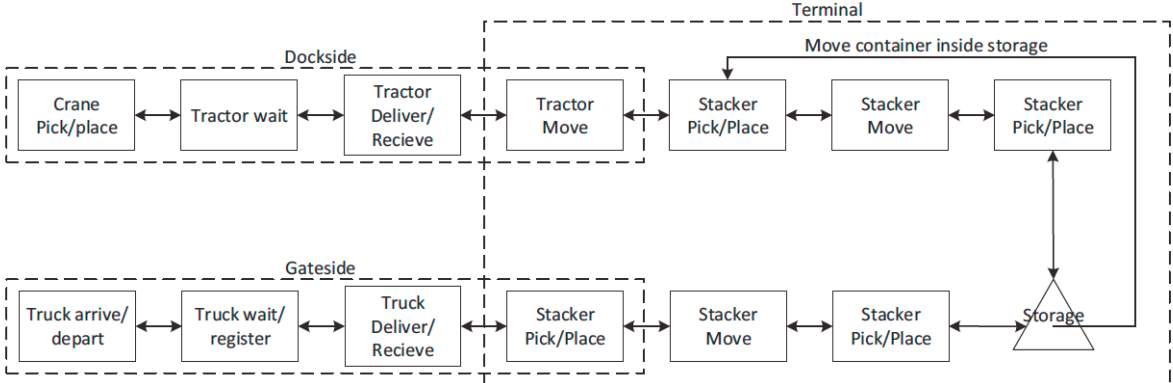 Terminal
Move container inside storage
Dockside
Crane
Pick/place
Tractor wait
Tractor
Deliver/
Recieve
Tractor
Move
Stacker
Pick/Place
Stacker
Move
Stacker
Pick/Place
Gateside
Truck arrive/
depart
Truck wait/
register
Truck
Deliver/
Recieve
Stacker
Pick/Place
Stacker
Move
Stacker
Pick/Place
Storage